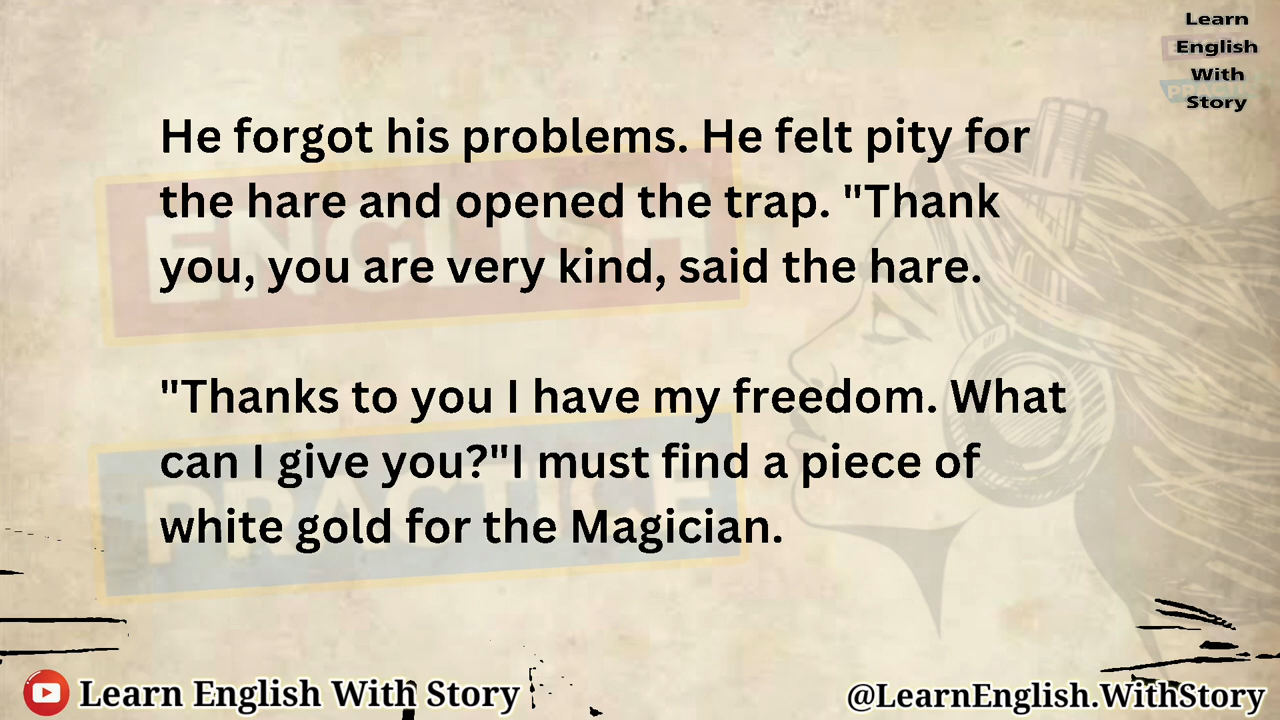 Learn
English
With
Story
He forgot his problems. He felt pity for
the hare and opened the trap. "Thank
you, you are very kind, said the hare.
"Thanks to you I have my freedom. What
can I give you?"I must find a piece of
white gold for the Magician.
ENGLISH
PRACTICE
Learn English With Story
@LearnEnglish.WithStory